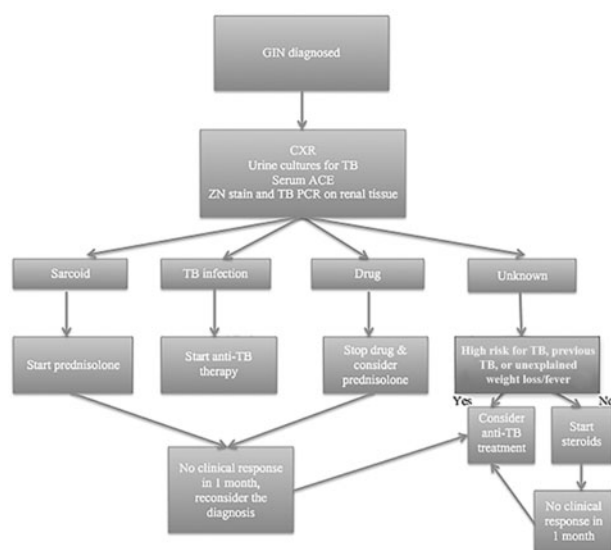 GIN diagnosed
CXR
Urine cultures for TB
Serum ACE
ZN stain and TB PCR on renal tissue
Sarcoid
TB infection
Drug
Unknown
Start prednisolone
Start anti-TB
therapy
Stop drug &
consider
prednisolone
High risk for TB, previous
TB, or unexplained
weight loss/fever
Yes
No
Consider
anti-TB
treatment
Start
steroids
No clinical response
in 1 month,
reconsider the
diagnosis
No clinical
response in
1 month